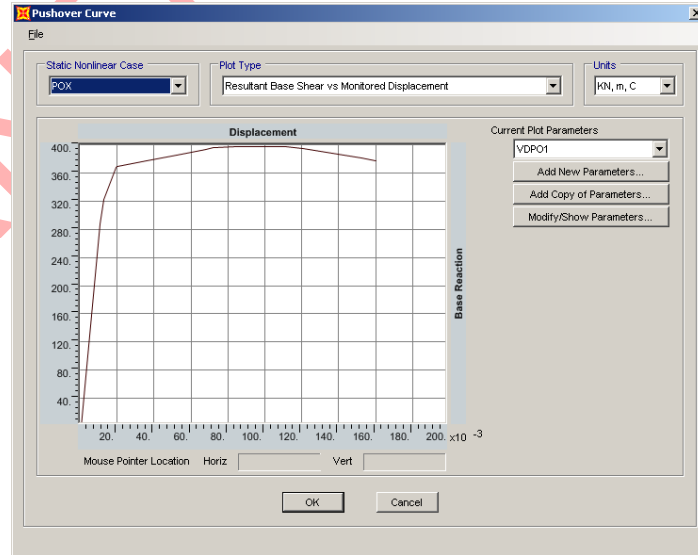 Pushover Curve
File
Static Nonlinear Case
POX
Plot Type
Resultant Base Shear vs Monitored Displacement
Units
KN, m, C
Displacement
400.
360.
320.
280.
240.
200.
160.
120.
80.
40.
20. 40. 60. 80. 100. 120. 140. 160. 180. 200. x10 -3
Base Reaction
Mouse Pointer Location Horiz Vert
Current Plot Parameters
VDPO1
Add New Parameters...
Add Copy of Parameters...
Modify/Show Parameters...
OK
Cancel